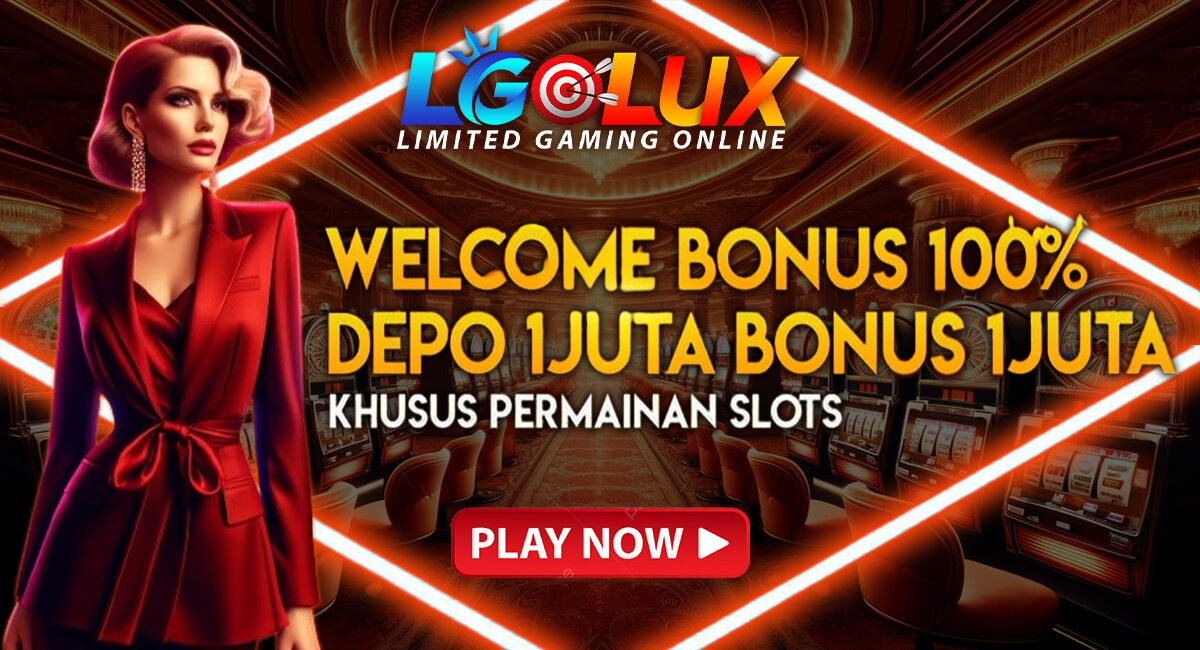 LGOLUX
LIMITED GAMING ONLINE
WELCOME BONUS 100%
DEPO 1JUTA BONUS 1JUTA
KHUSUS PERMAINAN SLOTS
PLAY NOW